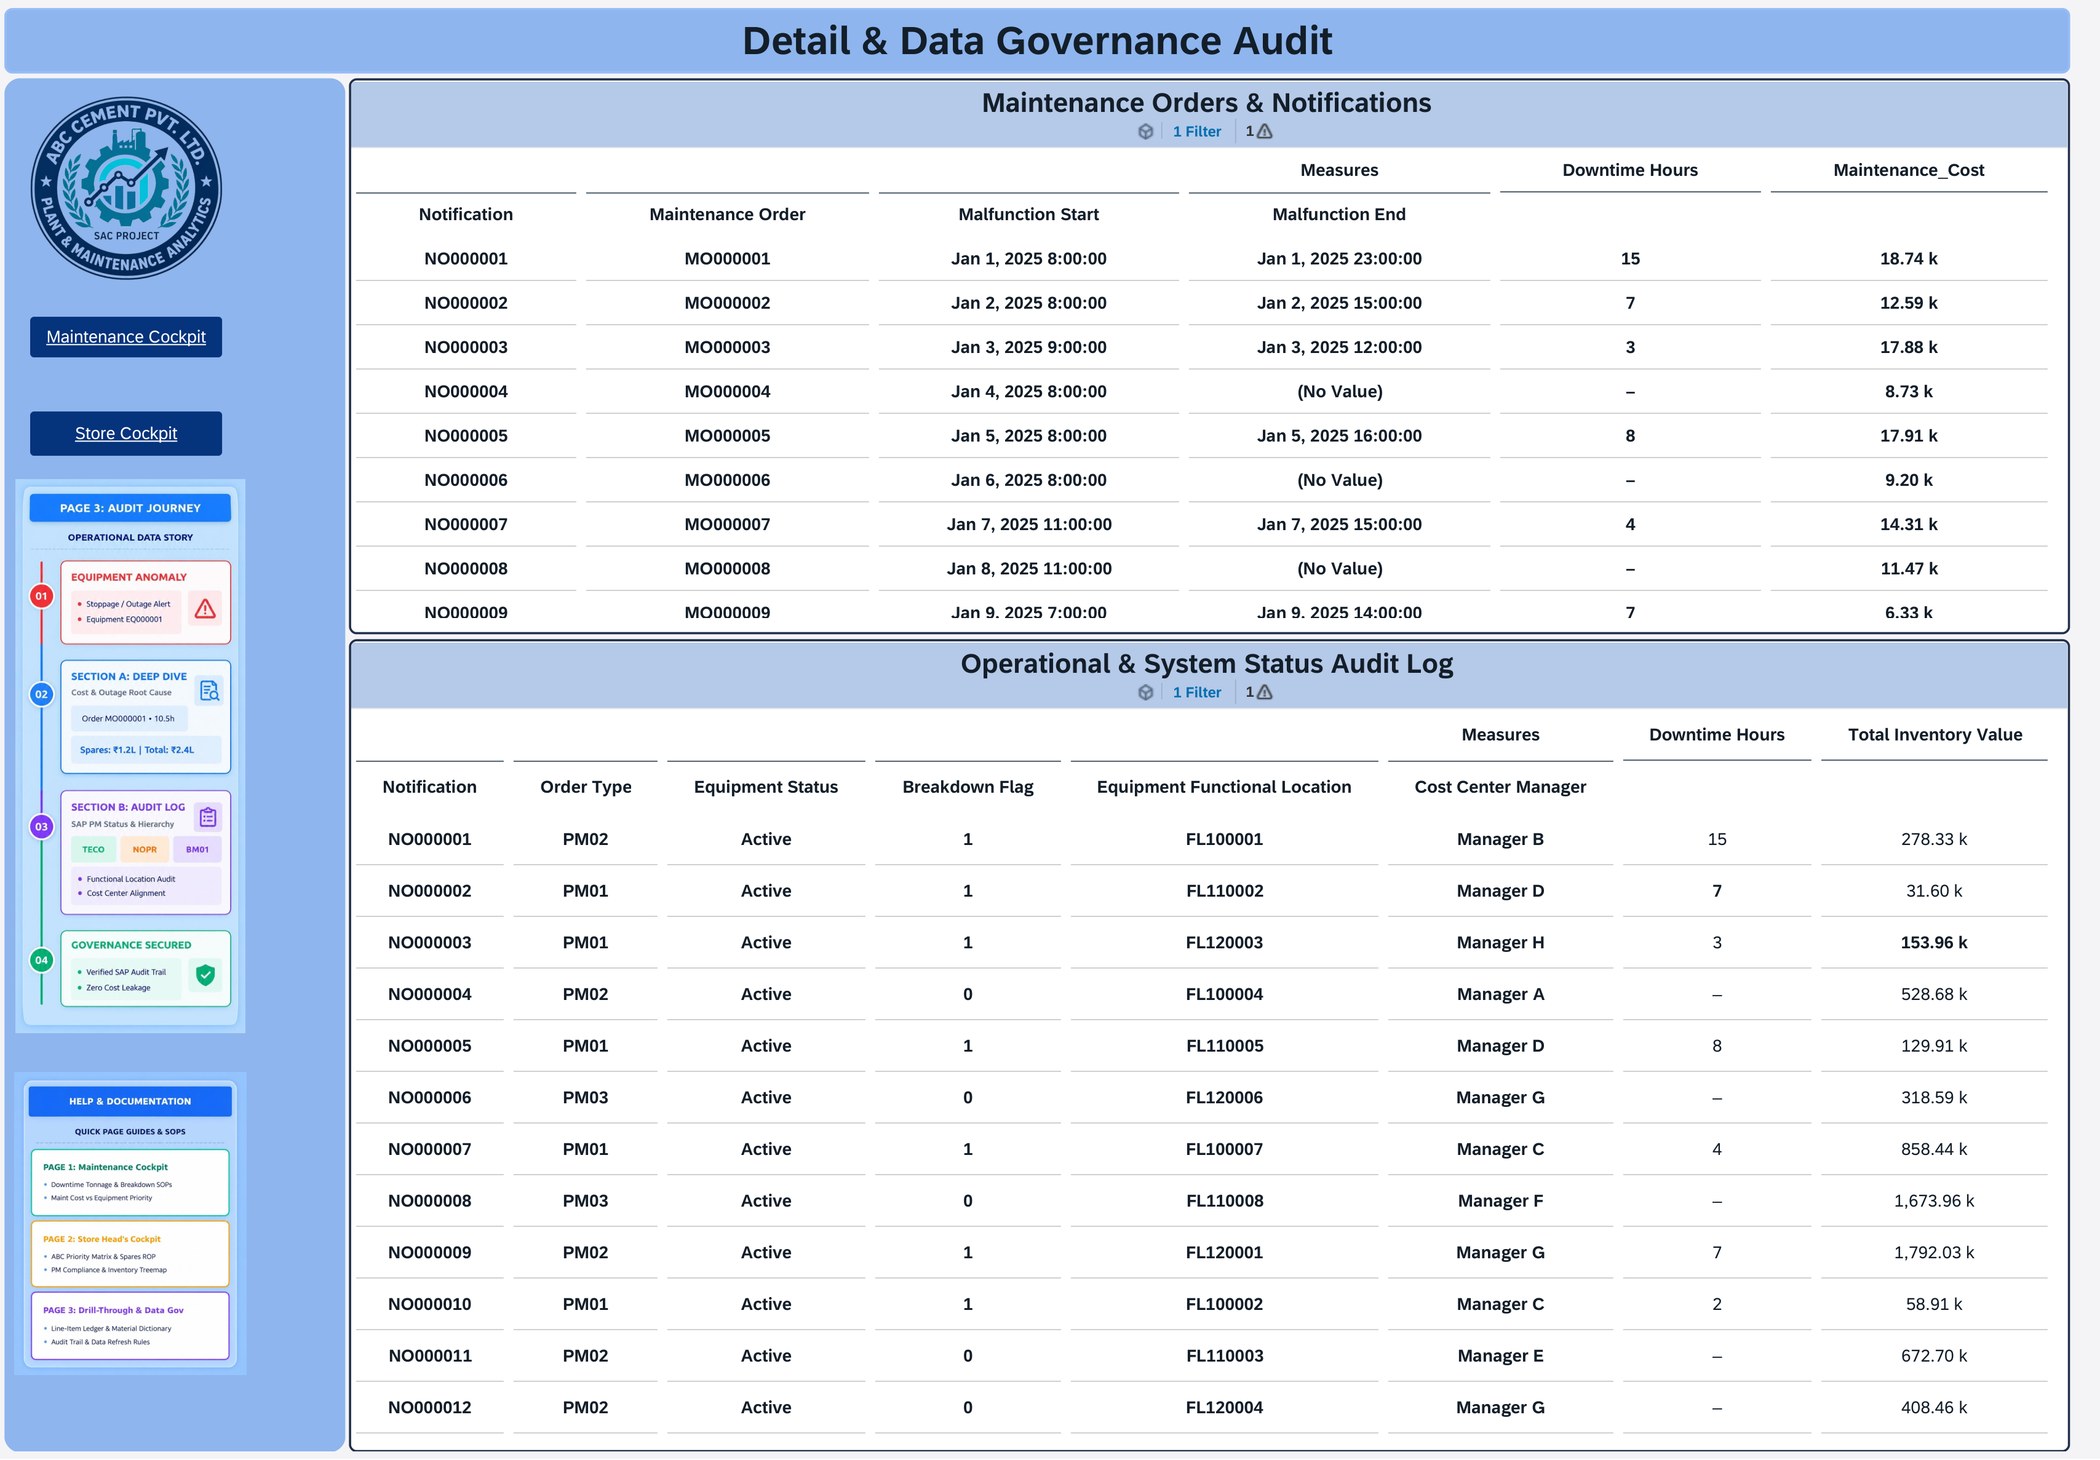 Detail & Data Governance Audit
ABC CEMENT PVT. LTD.
SAC PROJECT
PLANT & MAINTENANCE ANALYTICS
Maintenance Cockpit
Store Cockpit
PAGE 3: AUDIT JOURNEY
OPERATIONAL DATA STORY
01
EQUIPMENT ANOMALY
• Stoppage / Outage Alert
• Equipment EQ000001
02
SECTION A: DEEP DIVE
Cost & Outage Root Cause
Order MO000001 • 10.5h
Spares: ₹1.2L | Total: ₹2.4L
03
SECTION B: AUDIT LOG
SAP PM Status & Hierarchy
TECO NOPR BM01
• Functional Location Audit
• Cost Center Alignment
04
GOVERNANCE SECURED
• Verified SAP Audit Trail
• Zero Cost Leakage
HELP & DOCUMENTATION
QUICK PAGE GUIDES & SOPS
PAGE 1: Maintenance Cockpit
• Downtime Tonnage & Breakdown SOPs
• Maint Cost vs Equipment Priority
PAGE 2: Store Head's Cockpit
• ABC Priority Matrix & Spares ROP
• PM Compliance & Inventory Treemap
PAGE 3: Drill-Through & Data Gov
• Line-Item Ledger & Material Dictionary
• Audit Trail & Data Refresh Rules
Maintenance Orders & Notifications
1 Filter 1
Measures Downtime Hours Maintenance_Cost
Notification Maintenance Order Malfunction Start Malfunction End
NO000001 MO000001 Jan 1, 2025 8:00:00 Jan 1, 2025 23:00:00 15 18.74 k
NO000002 MO000002 Jan 2, 2025 8:00:00 Jan 2, 2025 15:00:00 7 12.59 k
NO000003 MO000003 Jan 3, 2025 9:00:00 Jan 3, 2025 12:00:00 3 17.88 k
NO000004 MO000004 Jan 4, 2025 8:00:00 (No Value) – 8.73 k
NO000005 MO000005 Jan 5, 2025 8:00:00 Jan 5, 2025 16:00:00 8 17.91 k
NO000006 MO000006 Jan 6, 2025 8:00:00 (No Value) – 9.20 k
NO000007 MO000007 Jan 7, 2025 11:00:00 Jan 7, 2025 15:00:00 4 14.31 k
NO000008 MO000008 Jan 8, 2025 11:00:00 (No Value) – 11.47 k
NO000009 MO000009 Jan 9, 2025 7:00:00 Jan 9, 2025 14:00:00 7 6.33 k
Operational & System Status Audit Log
1 Filter 1
Measures Downtime Hours Total Inventory Value
Notification Order Type Equipment Status Breakdown Flag Equipment Functional Location Cost Center Manager
NO000001 PM02 Active 1 FL100001 Manager B 15 278.33 k
NO000002 PM01 Active 1 FL110002 Manager D 7 31.60 k
NO000003 PM01 Active 1 FL120003 Manager H 3 153.96 k
NO000004 PM02 Active 0 FL100004 Manager A – 528.68 k
NO000005 PM01 Active 1 FL110005 Manager D 8 129.91 k
NO000006 PM03 Active 0 FL120006 Manager G – 318.59 k
NO000007 PM01 Active 1 FL100007 Manager C 4 858.44 k
NO000008 PM03 Active 0 FL110008 Manager F – 1,673.96 k
NO000009 PM02 Active 1 FL120001 Manager G 7 1,792.03 k
NO000010 PM01 Active 1 FL100002 Manager C 2 58.91 k
NO000011 PM02 Active 0 FL110003 Manager E – 672.70 k
NO000012 PM02 Active 0 FL120004 Manager G – 408.46 k